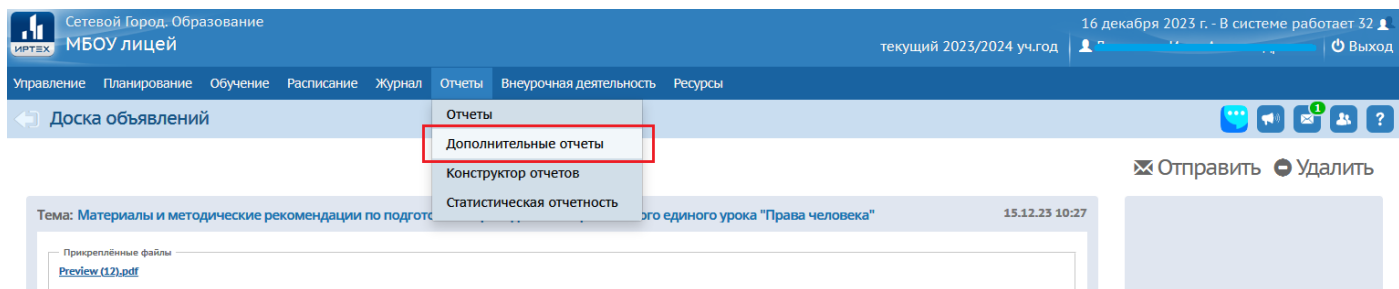 Сетевой Город. Образование
16 декабря 2023 г. - В системе работает 32
ИРТЕХ
МБОУ лицей
текущий 2023/2024 уч.год
Выход
Управление Планирование Обучение Расписание Журнал Отчеты Внеурочная деятельность Ресурсы
Доска объявлений
1
?
Отчеты
Дополнительные отчеты
Конструктор отчетов
Статистическая отчетность
Отправить Удалить
Тема: Материалы и методические рекомендации по единого урока "Права человека"
15.12.23 10:27
Прикреплённые файлы
Preview (12).pdf